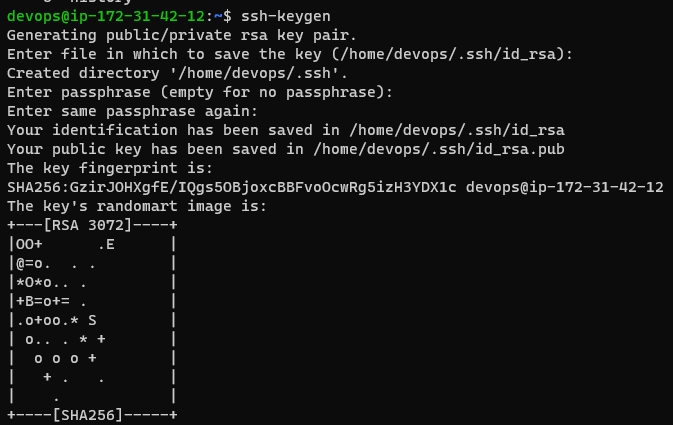 devops@ip-172-31-42-12:~$ ssh-keygen
Generating public/private rsa key pair.
Enter file in which to save the key (/home/devops/.ssh/id_rsa):
Created directory '/home/devops/.ssh'.
Enter passphrase (empty for no passphrase):
Enter same passphrase again:
Your identification has been saved in /home/devops/.ssh/id_rsa
Your public key has been saved in /home/devops/.ssh/id_rsa.pub
The key fingerprint is:
SHA256:GzirJOHXgfE/IQgs5OBjoxcBBFvoOcwRg5izH3YDX1c devops@ip-172-31-42-12
The key's randomart image is:
+---[RSA 3072]----+
|OO+      .E      |
|@=o.  . .        |
|*O*o.. .         |
|+B=o+= .         |
|.o+oo.* S        |
| o.. . * +       |
|  o o o +        |
|   + .   .       |
|    .            |
+----[SHA256]-----+